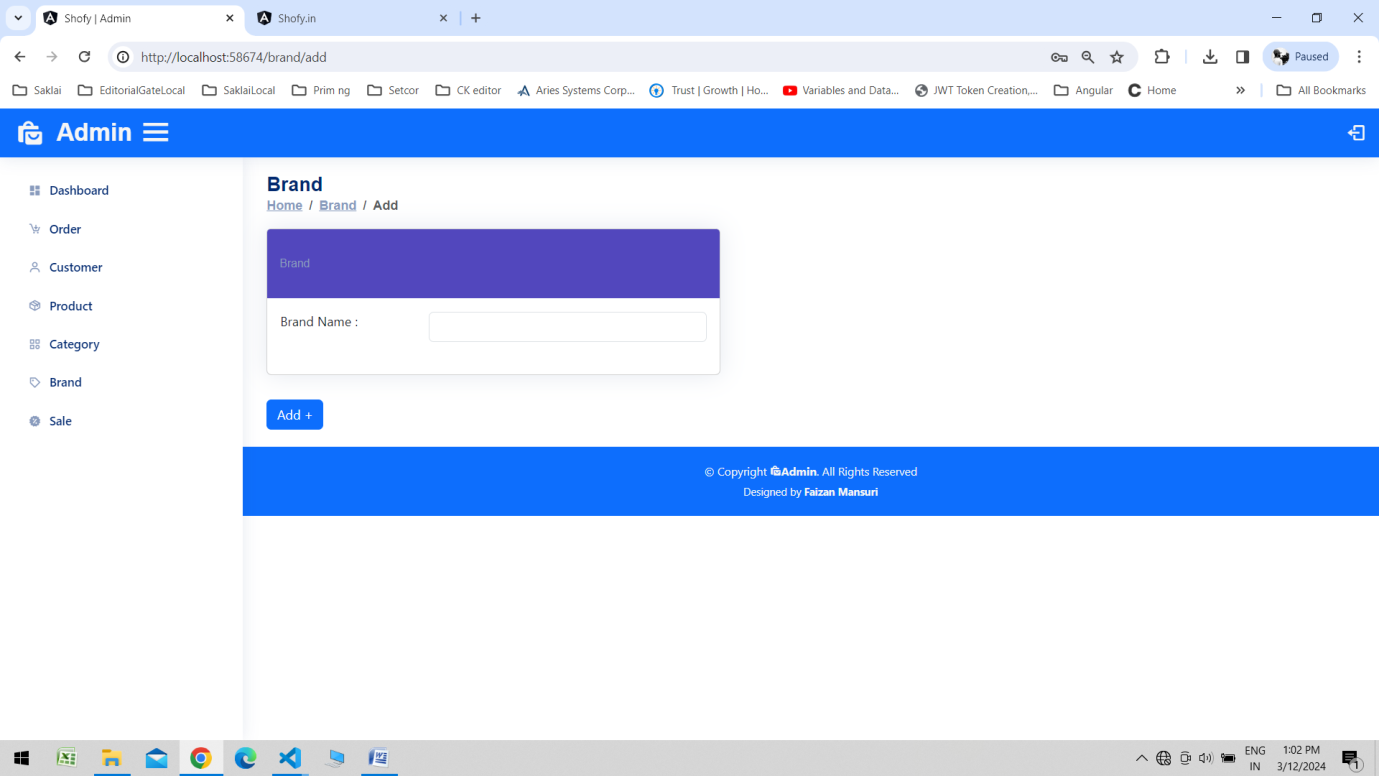 Shofy | Admin
Shofy.in
http://localhost:58674/brand/add
Paused
Saklai
EditorialGateLocal
SaklaiLocal
Prim ng
Setcor
CK editor
Aries Systems Corp...
Trust | Growth | Ho...
Variables and Data...
JWT Token Creation,...
Angular
Home
All Bookmarks
Admin
Dashboard
Order
Customer
Product
Category
Brand
Sale
Brand
Home / Brand / Add
Brand
Brand Name :
Add +
© Copyright Admin. All Rights Reserved
Designed by Faizan Mansuri
ENG
IN
1:02 PM
3/12/2024
1